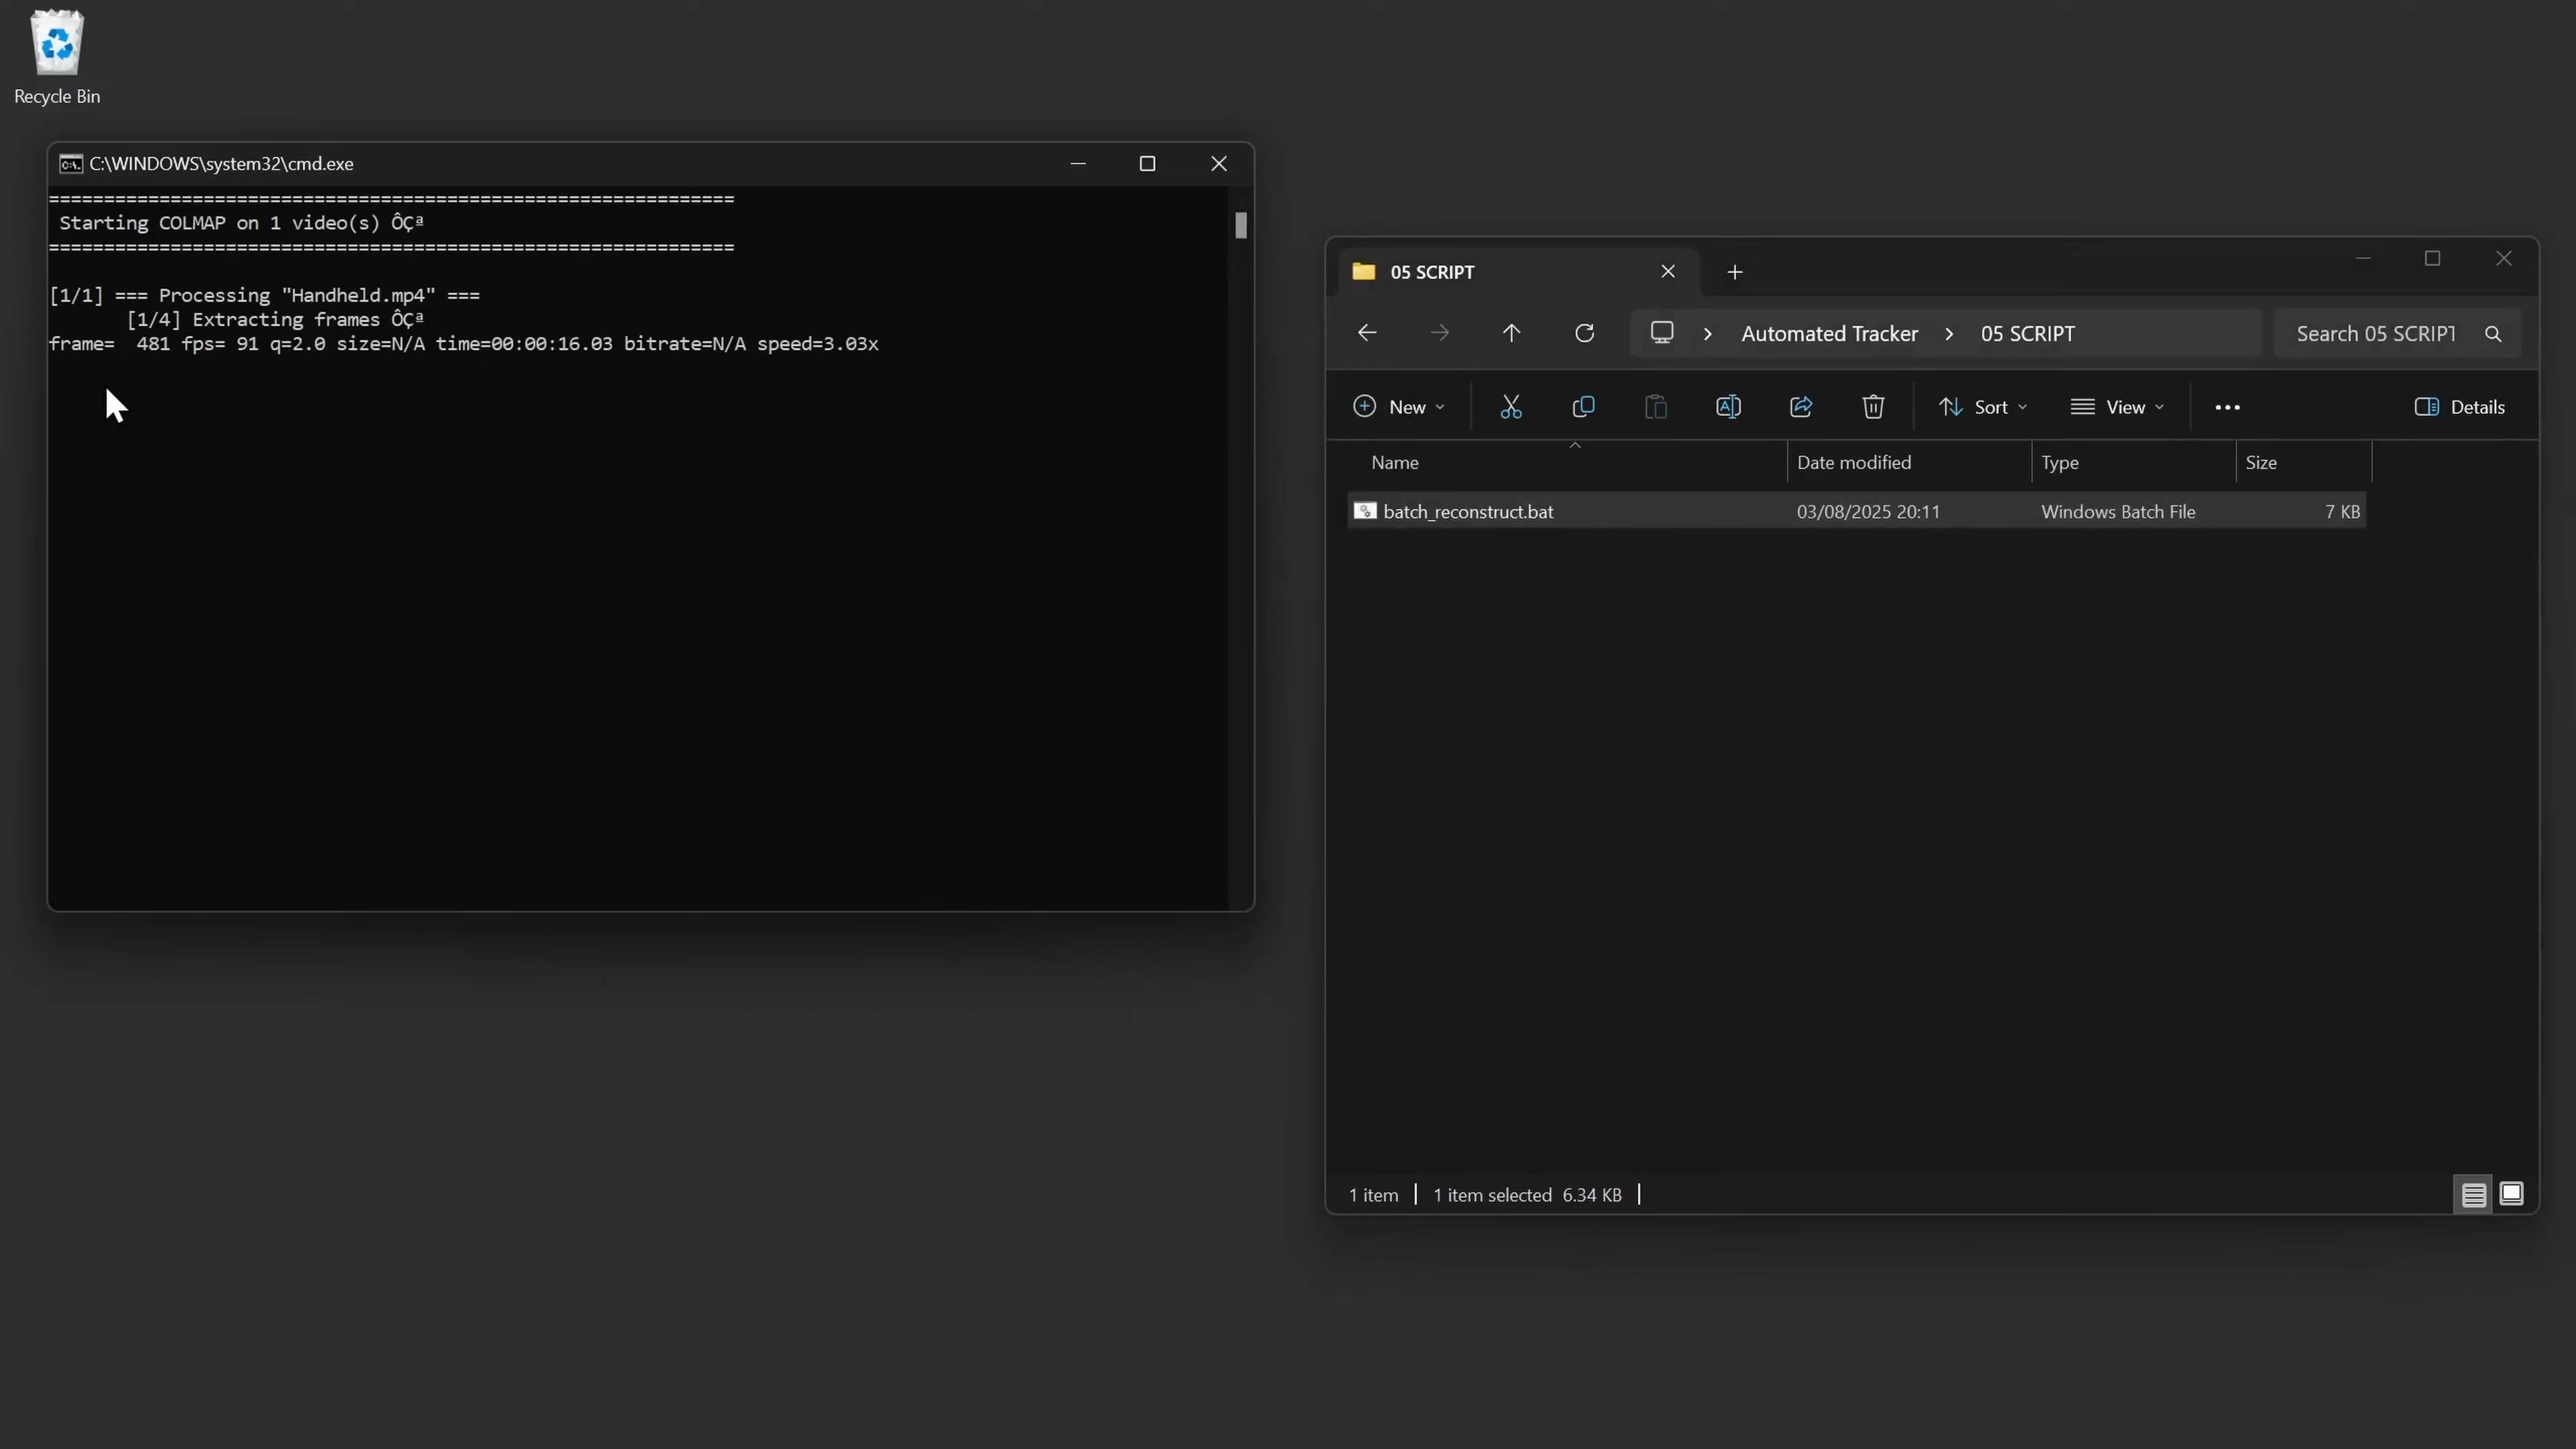 Recycle Bin
C:\WINDOWS\system32\cmd.exe
==============================================================
Starting COLMAP on 1 video(s) ÔÇª
==============================================================
[1/1] === Processing "Handheld.mp4" ===
[1/4] Extracting frames ÔÇª
frame=  481 fps= 91 q=2.0 size=N/A time=00:00:16.03 bitrate=N/A speed=3.03x
05 SCRIPT
Automated Tracker > 05 SCRIPT
Search 05 SCRIPT
New
Sort
View
Details
Name Date modified Type Size
batch_reconstruct.bat 03/08/2025 20:11 Windows Batch File 7 KB
1 item 1 item selected 6.34 KB